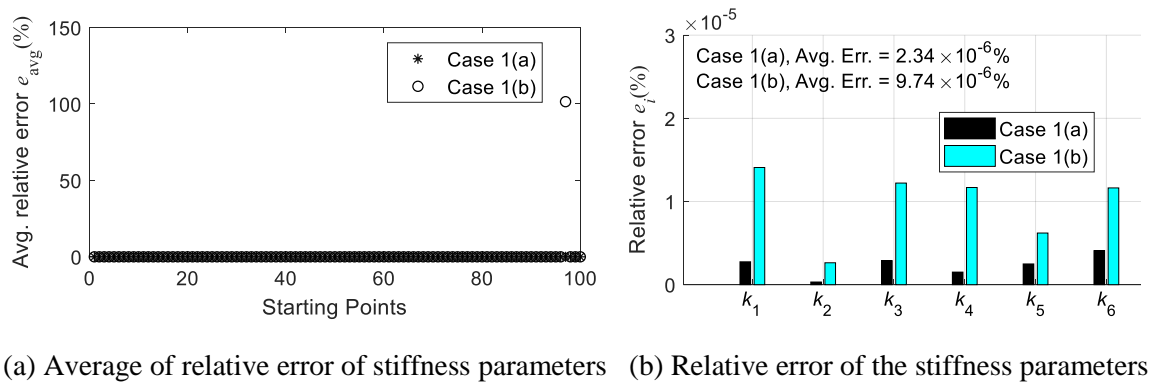 150
100
50
0
0
20
40
60
80
100
Avg. relative error e_avg(%)
Starting Points
Case 1(a)
Case 1(b)
×10^-5
3
2
1
0
Relative error e_i(%)
Case 1(a), Avg. Err. = 2.34 ×10^-6%
Case 1(b), Avg. Err. = 9.74 ×10^-6%
Case 1(a)
Case 1(b)
k_1
k_2
k_3
k_4
k_5
k_6
(a) Average of relative error of stiffness parameters
(b) Relative error of the stiffness parameters